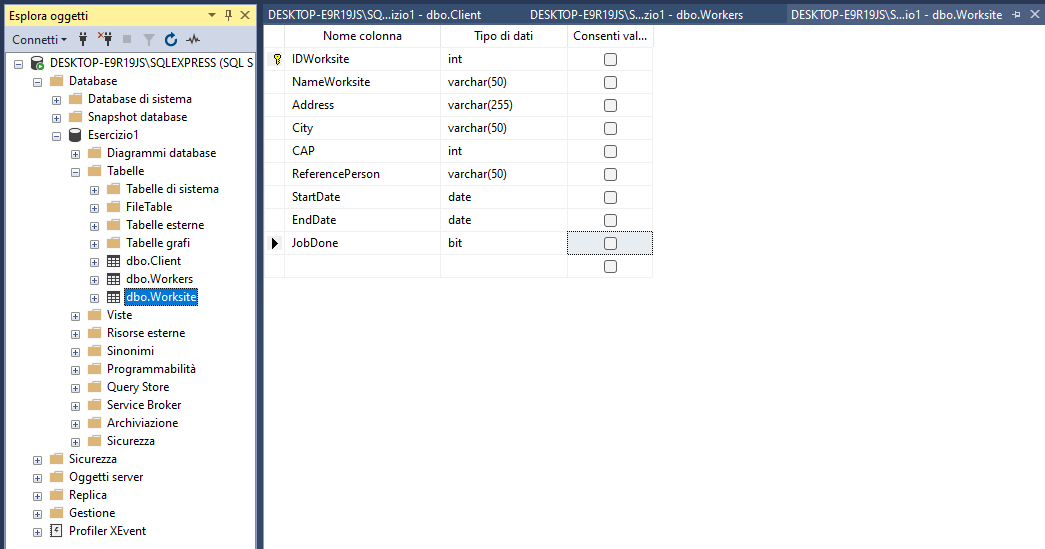 Esplora oggetti
Connetti
DESKTOP-E9R19JS\SQLEXPRESS (SQL S
Database
Database di sistema
Snapshot database
Esercizio1
Diagrammi database
Tabelle
Tabelle di sistema
FileTable
Tabelle esterne
Tabelle grafi
dbo.Client
dbo.Workers
dbo.Worksite
Viste
Risorse esterne
Sinonimi
Programmabilità
Query Store
Service Broker
Archiviazione
Sicurezza
Sicurezza
Oggetti server
Replica
Gestione
Profiler XEvent
DESKTOP-E9R19JS\SQ...izio1 - dbo.Client
DESKTOP-E9R19JS\S...zio1 - dbo.Workers
DESKTOP-E9R19JS\S...io1 - dbo.Worksite
Nome colonna Tipo di dati Consenti val...
IDWorksite int
NameWorksite varchar(50)
Address varchar(255)
City varchar(50)
CAP int
ReferencePerson varchar(50)
StartDate date
EndDate date
JobDone bit